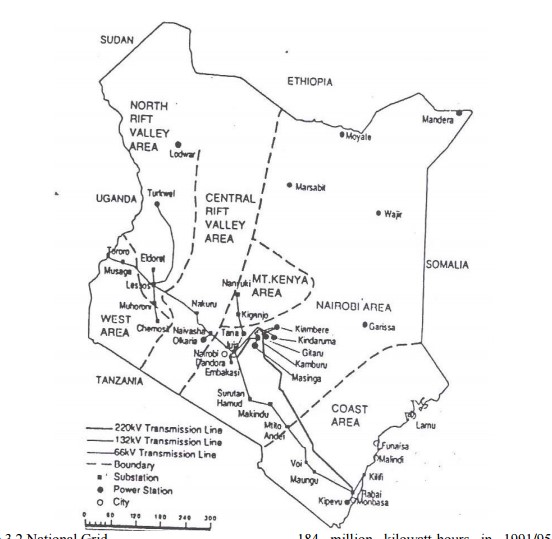 SUDAN
ETHIOPIA
NORTH
RIFT
VALLEY
AREA
Lodwar
Mandera
Moyale
Marsabit
UGANDA
Turkwel
CENTRAL
RIFT
VALLEY
AREA
Wajir
SOMALIA
Tororo
Musaga
Eldoret
Lessos
Nanyuki
MT.KENYA
AREA
Muhoroni
Nakuru
Kiganjo
NAIROBI AREA
WEST
AREA
Chemosit
Naivasha
Olkaria
Tana
Juja
Kiambere
Kindaruma
Gitaru
Kamburu
Masinga
Garissa
Nairobi
Dandora
Embakasi
TANZANIA
Surutan
Hamud
Makindu
COAST
AREA
Mtito
Andei
Lamu
220kV Transmission Line
132kV Transmission Line
66kV Transmission Line
Boundary
Substation
Power Station
City
Funaisa
Malindi
Voi
Maungu
Kilifi
Rabai
Kipevu
Mombasa
0 60 120 180 240 300
3.2 National Grid
184 million kilowatt-hours in 1991/95